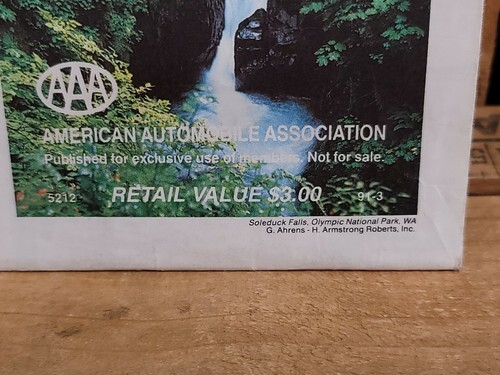 AAA
AMERICAN AUTOMOBILE ASSOCIATION
Published for exclusive use of members. Not for sale.
5212 RETAIL VALUE $3.00 91-3
Soleduck Falls, Olympic National Park, WA
G. Ahrens - H. Armstrong Roberts, Inc.